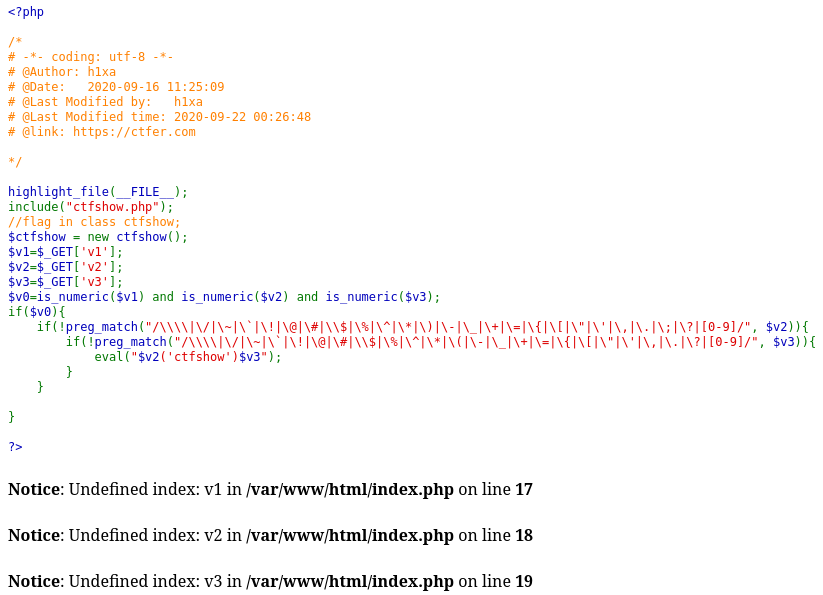 <?php
/*
# -*- coding: utf-8 -*-
# @Author: h1xa
# @Date:   2020-09-16 11:25:09
# @Last Modified by:   h1xa
# @Last Modified time: 2020-09-22 00:26:48
# @link: https://ctfer.com
*/
highlight_file(__FILE__);
include("ctfshow.php");
//flag in class ctfshow;
$ctfshow = new ctfshow();
$v1=$_GET['v1'];
$v2=$_GET['v2'];
$v3=$_GET['v3'];
$v0=is_numeric($v1) and is_numeric($v2) and is_numeric($v3);
if($v0){
    if(!preg_match("/\\\\|\/|\~|\`|\!|\@|\#|\\$|\%|\^|\*|\)|\-|\_|\+|\=|\{|\[|\"|\'|\,|\.|\;|\?|[0-9]/", $v2)){
        if(!preg_match("/\\\\|\/|\~|\`|\!|\@|\#|\\$|\%|\^|\*|\(|\-|\_|\+|\=|\{|\[|\"|\'|\,|\.|\?|[0-9]/", $v3)){
            eval("$v2('ctfshow')$v3");
        }
    }
}
?>
Notice: Undefined index: v1 in /var/www/html/index.php on line 17
Notice: Undefined index: v2 in /var/www/html/index.php on line 18
Notice: Undefined index: v3 in /var/www/html/index.php on line 19